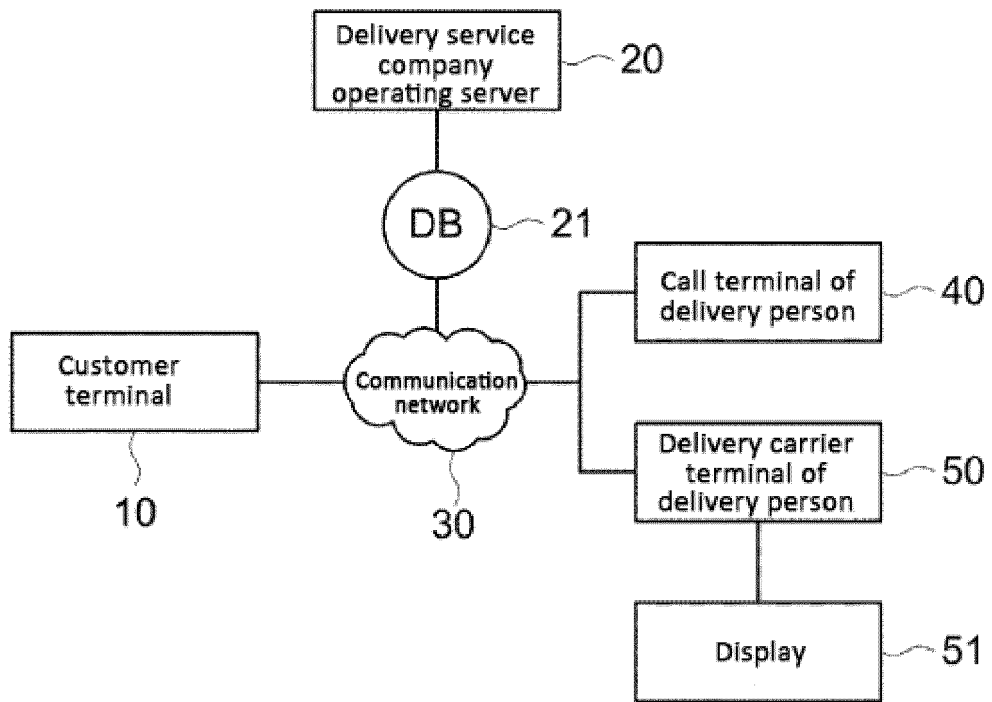 Delivery service
company
operating server
20
DB
21
Call terminal of
delivery person
40
Customer
terminal
10
Communication
network
30
Delivery carrier
terminal of
delivery person
50
Display
51